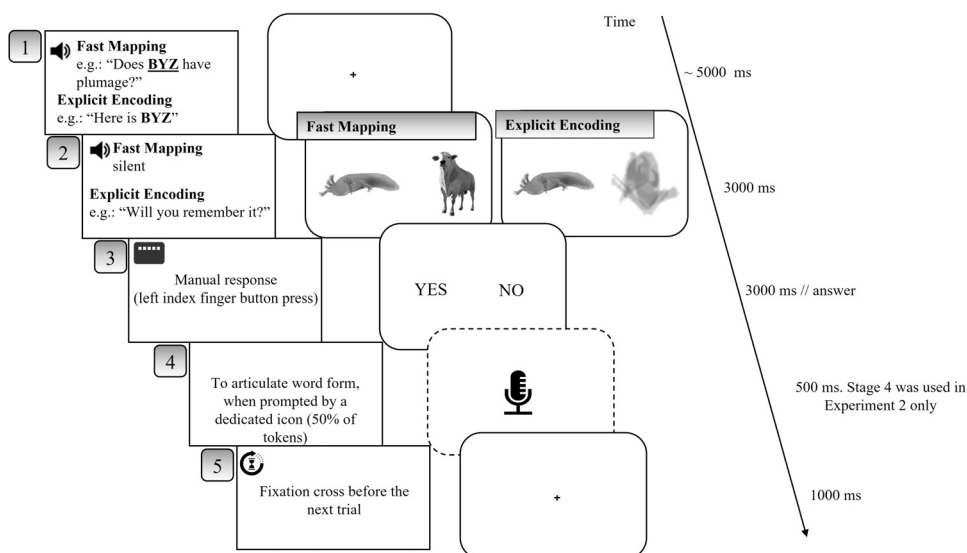 Time
1
Fast Mapping
e.g.: “Does BYZ have
plumage?”
Explicit Encoding
e.g.: “Here is BYZ”
~ 5000 ms
2
Fast Mapping
silent
Explicit Encoding
e.g.: “Will you remember it?”
Fast Mapping
Explicit Encoding
3000 ms
3
Manual response
(left index finger button press)
YES NO
3000 ms // answer
4
To articulate word form,
when prompted by a
dedicated icon (50% of
tokens)
500 ms. Stage 4 was used in
Experiment 2 only
5
Fixation cross before the
next trial
1000 ms